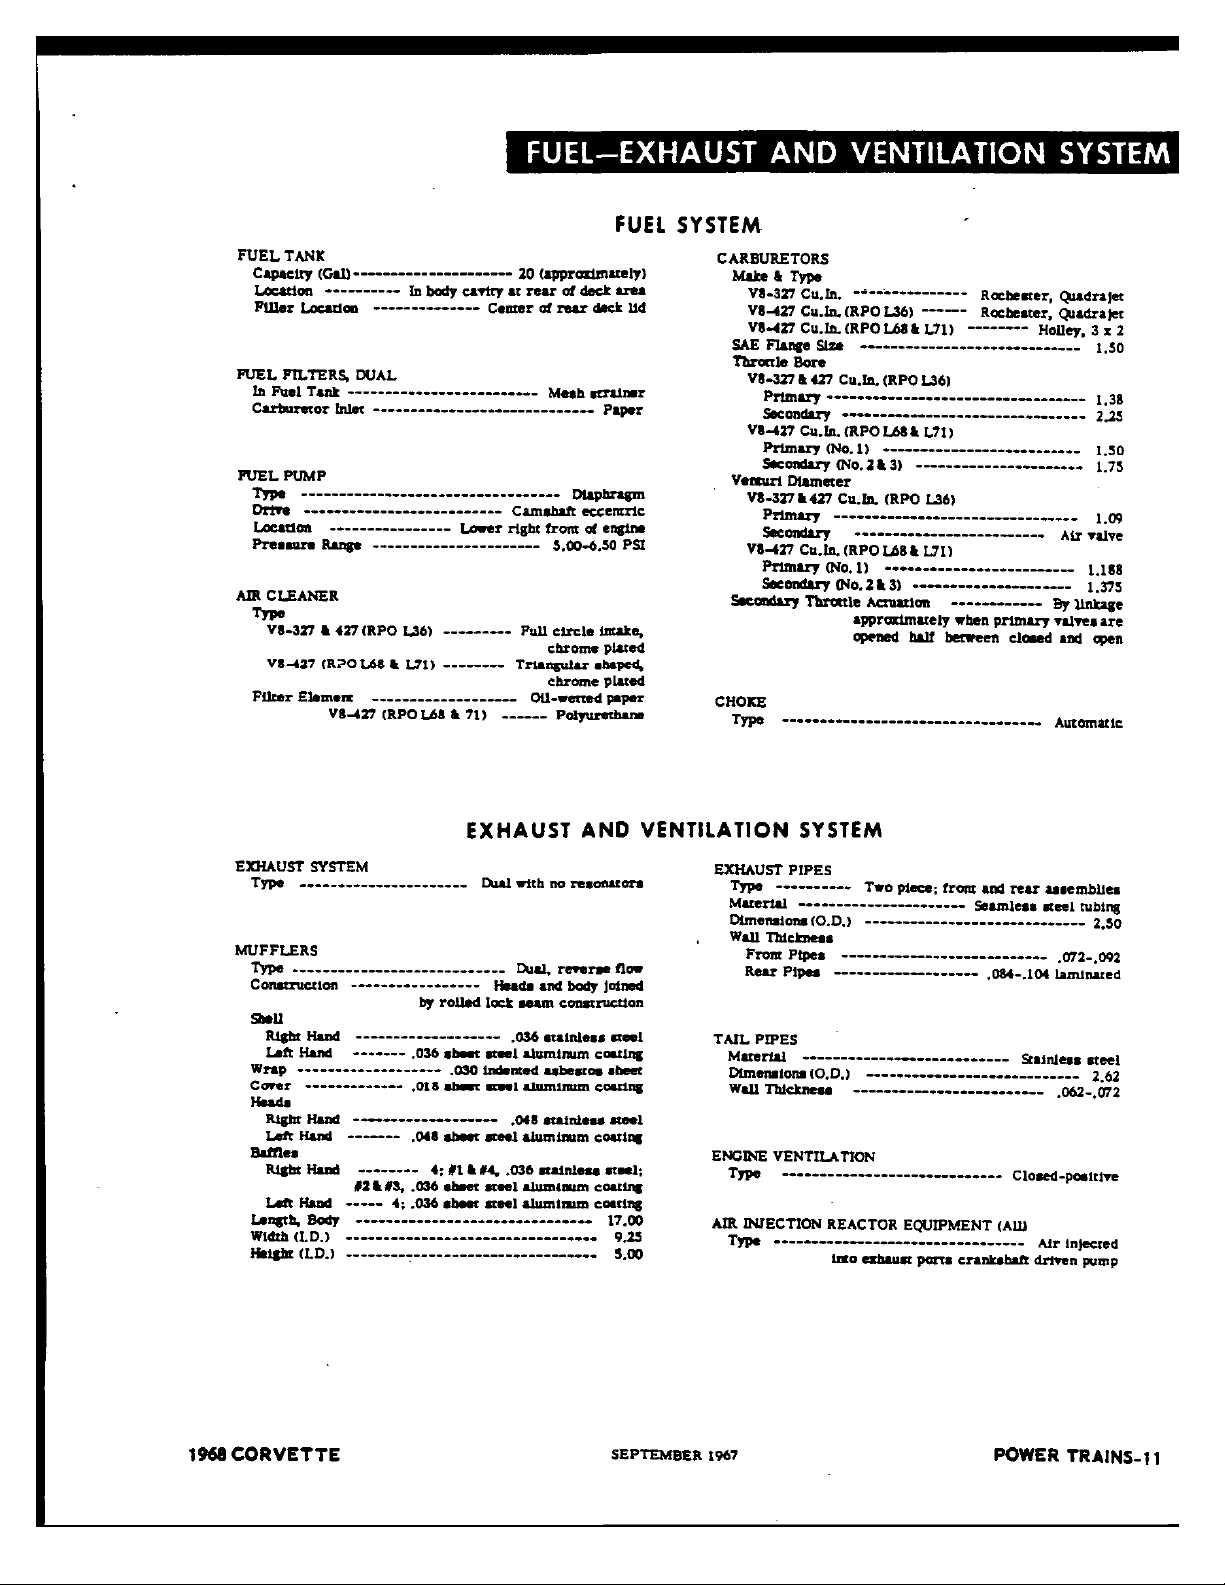 FUEL—EXHAUST AND VENTILATION SYSTEM
FUEL SYSTEM
FUEL TANK
Capacity (Gal) --------------------- 20 (approximately)
Location ---------- In body cavity at rear of deck area
Filler Location -------------- Center of rear deck lid
FUEL FILTERS, DUAL
In Fuel Tank ------------------------- Mesh strainer
Carburetor Inlet ----------------------------- Paper
FUEL PUMP
Type ---------------------------------- Diaphragm
Drive -------------------------- Camshaft eccentric
Location ---------------- Lower right front of engine
Pressure Range ---------------------- 5.00-6.50 PSI
AIR CLEANER
Type
V8-327 & 427 (RPO L36) --------- Full circle intake,
chrome plated
V8-427 (RPO L68 & L71) -------- Triangular shaped,
chrome plated
Filter Element ------------------- Oil-wetted paper
V8-427 (RPO L68 & 71) ------ Polyurethane
CARBURETORS
Make & Type
V8-327 Cu.In. --------------- Rochester, Quadrajet
V8-427 Cu.In. (RPO L36) ------ Rochester, Quadrajet
V8-427 Cu.In. (RPO L68 & L71) -------- Holley, 3 x 2
SAE Flange Size ----------------------------- 1.50
Throttle Bore
V8-327 & 427 Cu.In. (RPO L36)
Primary ---------------------------------- 1.38
Secondary -------------------------------- 2.25
V8-427 Cu.In. (RPO L68 & L71)
Primary (No. 1) -------------------------- 1.50
Secondary (No. 2 & 3) ---------------------- 1.75
Venturi Diameter
V8-327 & 427 Cu.In. (RPO L36)
Primary -------------------------------- 1.09
Secondary ------------------------- Air valve
V8-427 Cu.In. (RPO L68 & L71)
Primary (No. 1) ------------------------- 1.188
Secondary (No. 2 & 3) --------------------- 1.375
Secondary Throttle Actuation ------------ By linkage
approximately when primary valves are
opened half between closed and open
CHOKE
Type ---------------------------------- Automatic
EXHAUST AND VENTILATION SYSTEM
EXHAUST SYSTEM
Type ---------------------- Dual with no resonators
MUFFLERS
Type ---------------------------- Dual, reverse flow
Construction ----------------- Heads and body joined
by rolled lock seam construction
Shell
Right Hand ------------------- .036 stainless steel
Left Hand ------- .036 sheet steel aluminum coating
Wrap ------------------- .030 indented asbestos sheet
Cover ------------- .018 sheet steel aluminum coating
Heads
Right Hand ------------------- .048 stainless steel
Left Hand ------- .048 sheet steel aluminum coating
Baffles
Right Hand -------- 4; #1 & #4, .036 stainless steel;
#2 & #3, .036 sheet steel aluminum coating
Left Hand ----- 4; .036 sheet steel aluminum coating
Length, Body ------------------------------- 17.00
Width (I.D.) --------------------------------- 9.25
Height (I.D.) --------------------------------- 5.00
EXHAUST PIPES
Type ---------- Two piece; front and rear assemblies
Material ---------------------- Seamless steel tubing
Dimensions (O.D.) ----------------------------- 2.50
Wall Thickness
Front Pipes --------------------------- .072-.092
Rear Pipes ------------------- .084-.104 laminated
TAIL PIPES
Material --------------------------- Stainless steel
Dimensions (O.D.) ---------------------------- 2.62
Wall Thickness ------------------------- .062-.072
ENGINE VENTILATION
Type ----------------------------- Closed-positive
AIR INJECTION REACTOR EQUIPMENT (All)
Type --------------------------------- Air injected
into exhaust ports crankshaft driven pump
1968 CORVETTE
SEPTEMBER 1967
POWER TRAINS-11